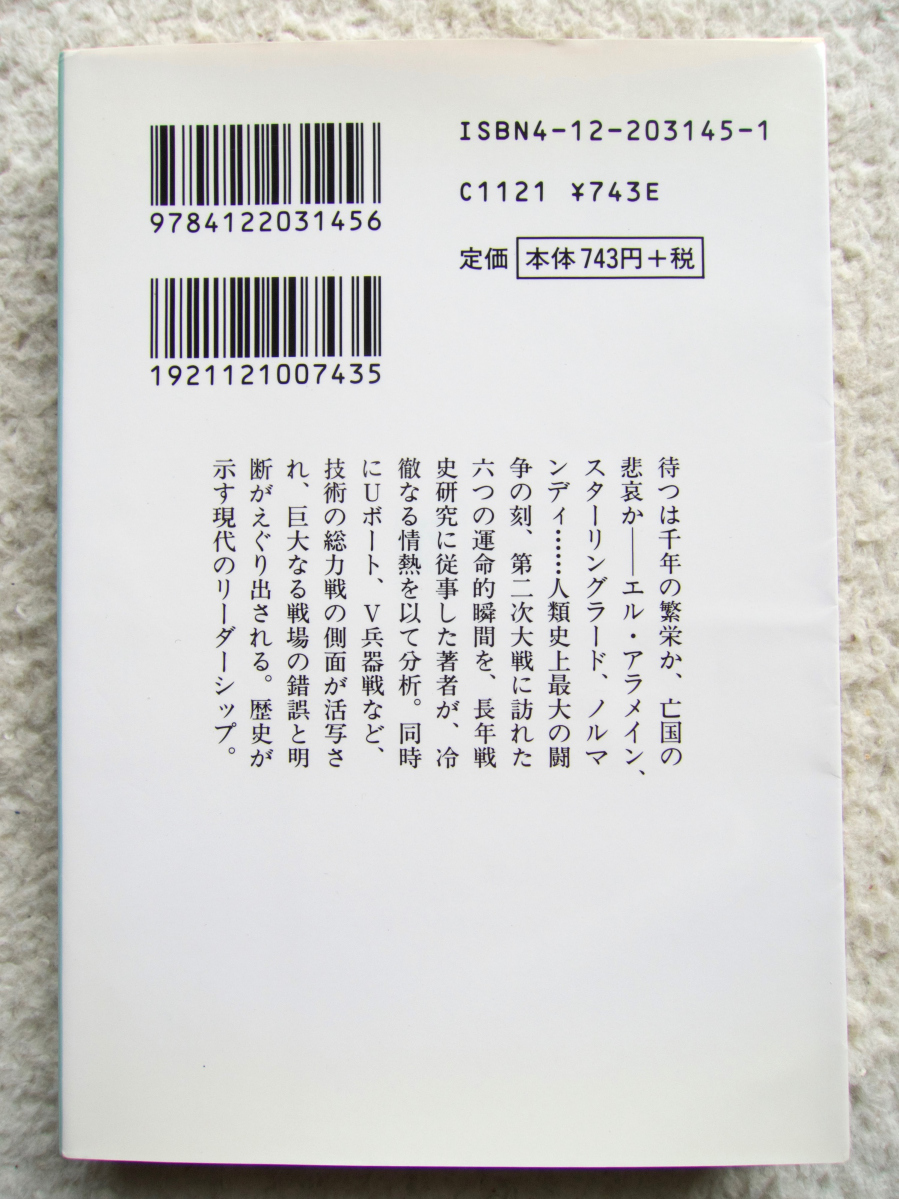 9784122031456
1921121007435
ISBN4-12-203145-1
C1121 ¥743E
定価 本体743円+税
待つは千年の繁栄か、亡国の
悲哀か――エル・アラメイン、
スターリングラード、ノルマ
ンディ……人類史上最大の闘
争の刻、第二次大戦に訪れた
六つの運命的瞬間を、長年戦
史研究に従事した著者が、冷
徹なる情熱を以て分析。同時
にUボート、V兵器戦など、
技術の総力戦の側面が活写さ
れ、巨大なる戦場の錯誤と明
断がえぐり出される。歴史が
示す現代のリーダーシップ。